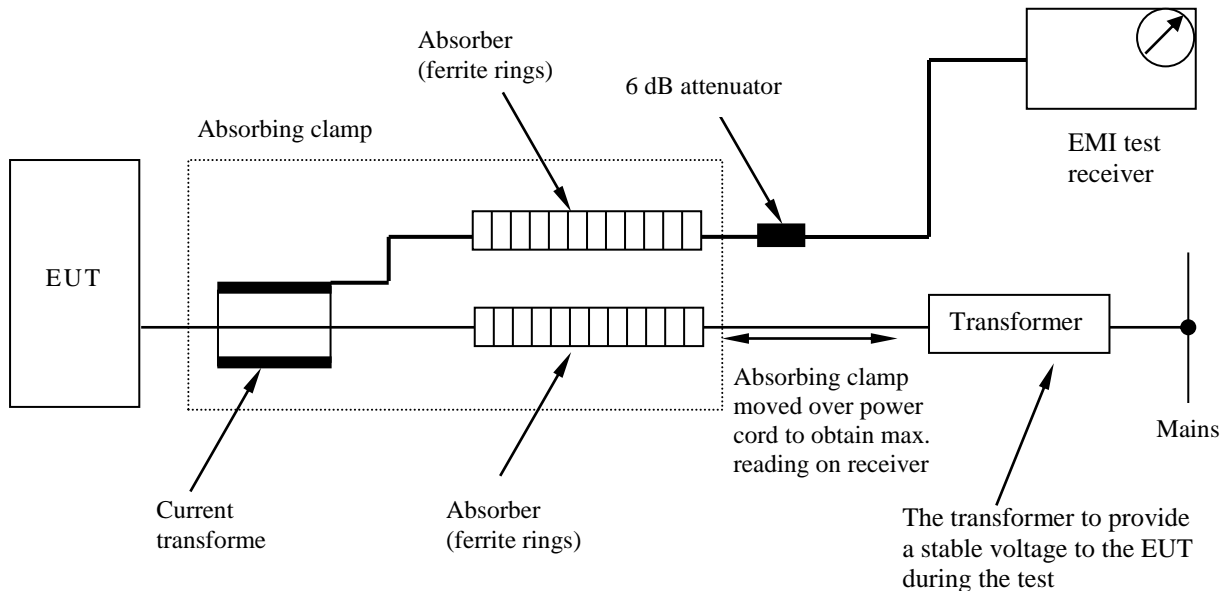 Absorber
(ferrite rings)
6 dB attenuator
Absorbing clamp
EMI test
receiver
EUT
Transformer
Absorbing clamp
moved over power
cord to obtain max.
reading on receiver
Mains
Current
transforme
Absorber
(ferrite rings)
The transformer to provide
a stable voltage to the EUT
during the test